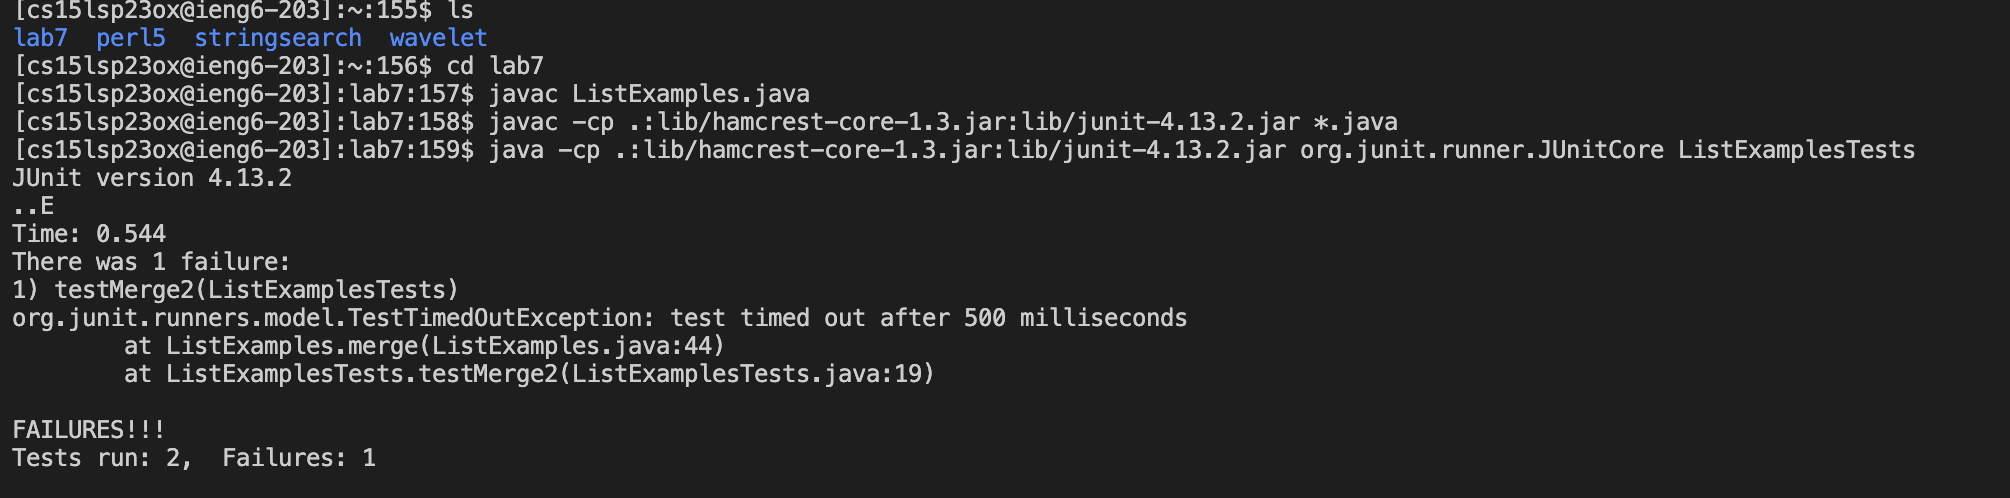 [cs15lsp23ox@ieng6-203]:~:155$ ls
lab7  perl5  stringsearch  wavelet
[cs15lsp23ox@ieng6-203]:~:156$ cd lab7
[cs15lsp23ox@ieng6-203]:lab7:157$ javac ListExamples.java
[cs15lsp23ox@ieng6-203]:lab7:158$ javac -cp .:lib/hamcrest-core-1.3.jar:lib/junit-4.13.2.jar *.java
[cs15lsp23ox@ieng6-203]:lab7:159$ java -cp .:lib/hamcrest-core-1.3.jar:lib/junit-4.13.2.jar org.junit.runner.JUnitCore ListExamplesTests
JUnit version 4.13.2
..E
Time: 0.544
There was 1 failure:
1) testMerge2(ListExamplesTests)
org.junit.runners.model.TestTimedOutException: test timed out after 500 milliseconds
        at ListExamples.merge(ListExamples.java:44)
        at ListExamplesTests.testMerge2(ListExamplesTests.java:19)

FAILURES!!!
Tests run: 2,  Failures: 1